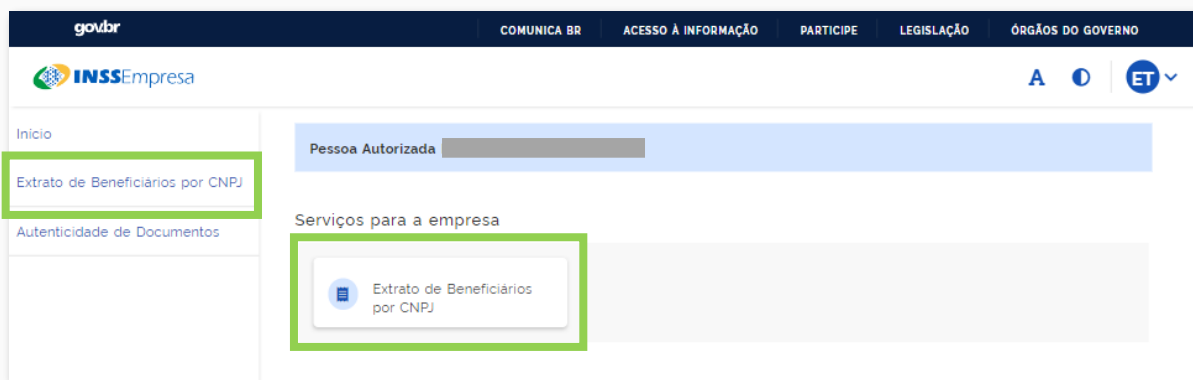 gov.br
COMUNICA BR
ACESSO À INFORMAÇÃO
PARTICIPE
LEGISLAÇÃO
ÓRGÃOS DO GOVERNO
INSSEmpresa
A
ET
Início
Extrato de Beneficiários por CNPJ
Autenticidade de Documentos
Pessoa Autorizada
Serviços para a empresa
Extrato de Beneficiários
por CNPJ